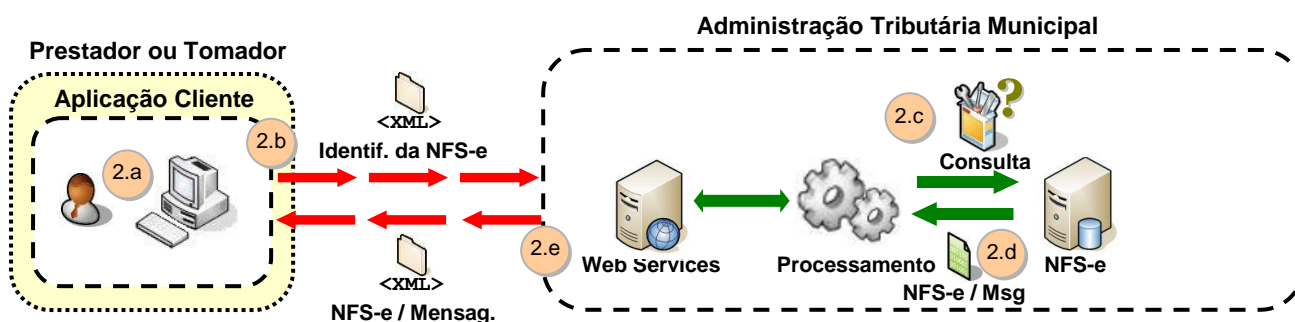 Administração Tributária Municipal
Prestador ou Tomador
Aplicação Cliente
2.a
2.b
<XML>
Identif. da NFS-e
2.c
?
Consulta
2.e
Web Services
Processamento
2.d
NFS-e
NFS-e / Msg
<XML>
NFS-e / Mensag.